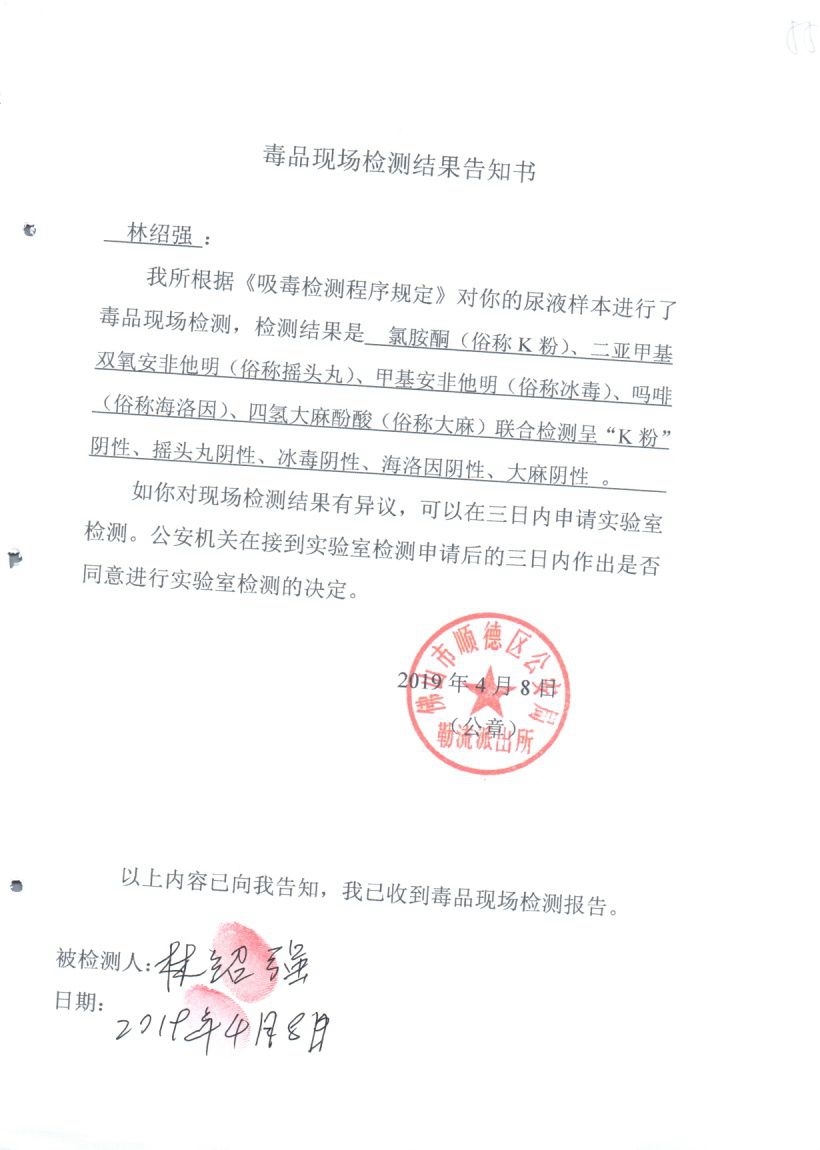 85
毒品现场检测结果告知书
林绍强：
我所根据《吸毒检测程序规定》对你的尿液样本进行了
毒品现场检测，检测结果是 氯胺酮（俗称 K 粉）、二亚甲基
双氧安非他明（俗称摇头丸）、甲基安非他明（俗称冰毒）、吗啡
（俗称海洛因）、四氢大麻酚酸（俗称大麻）联合检测呈“K 粉”
阴性、摇头丸阴性、冰毒阴性、海洛因阴性、大麻阴性 。
如你对现场检测结果有异议，可以在三日内申请实验室
检测。公安机关在接到实验室检测申请后的三日内作出是否
同意进行实验室检测的决定。
佛山市顺德区公安局
2019 年 4 月 8 日
（公章）
勒流派出所
以上内容已向我告知，我已收到毒品现场检测报告。
被检测人：林绍强
日期：
2019年4月8日